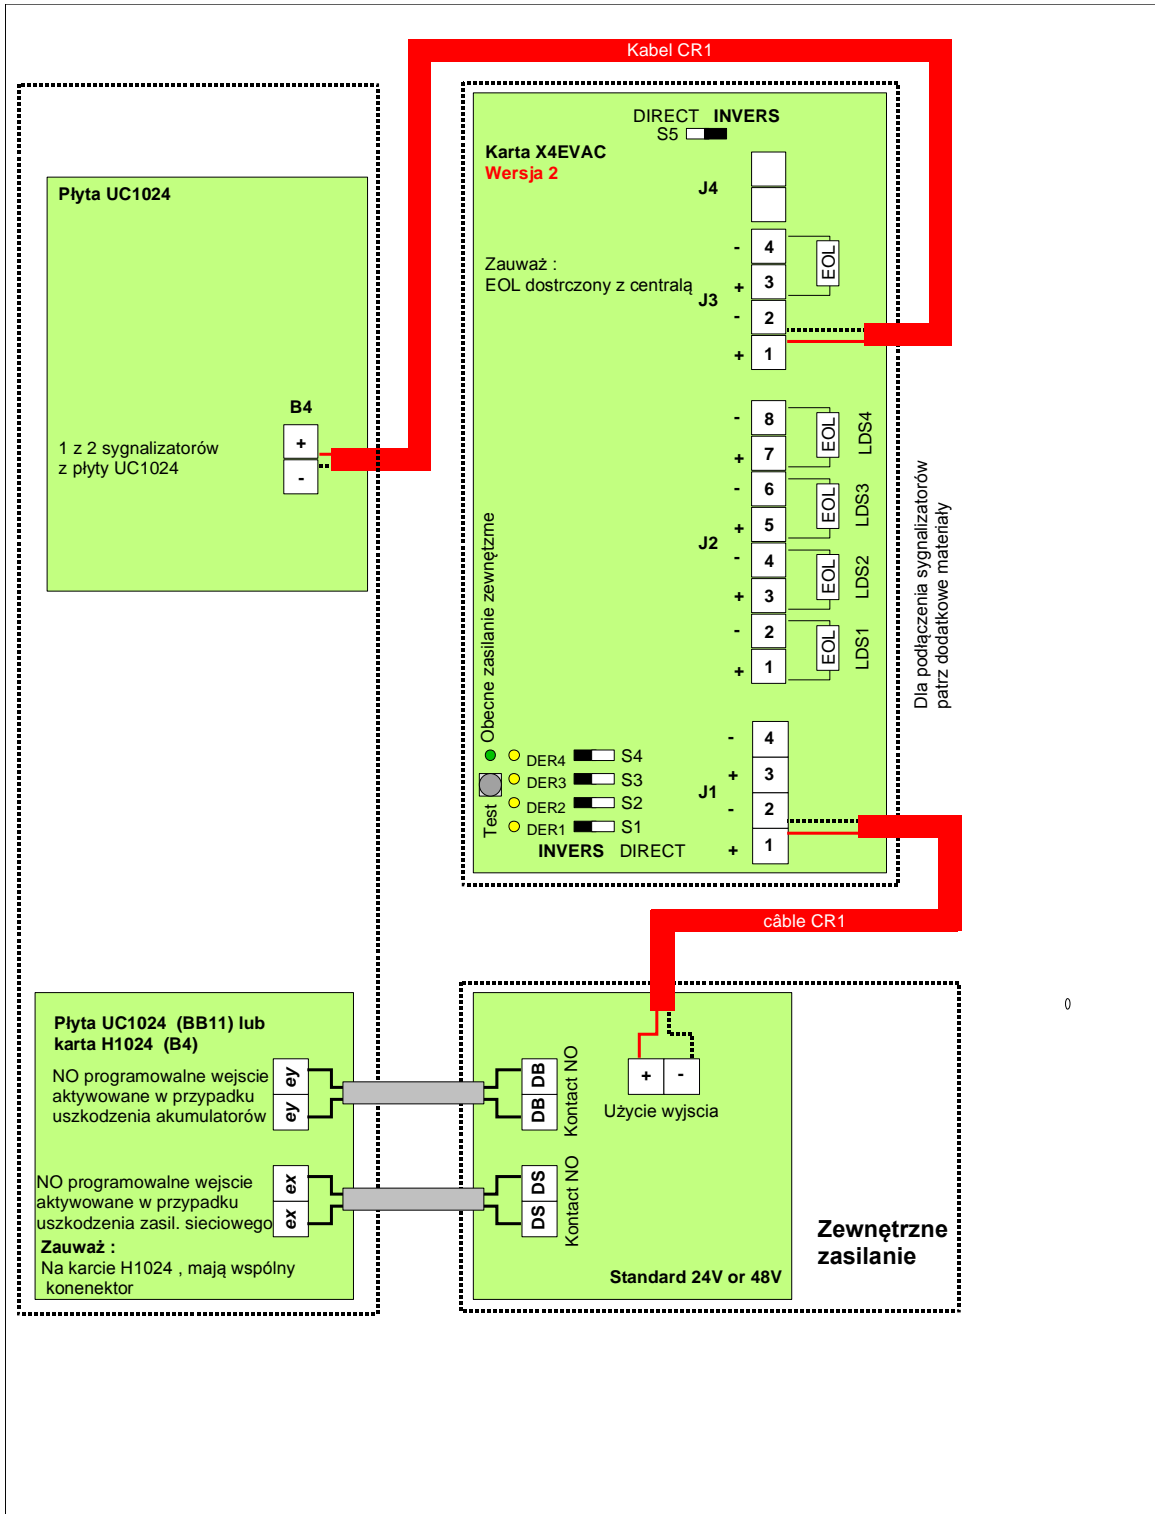 Kabel CR1
DIRECT INVERS
S5
Karta X4EVAC
Wersja 2
J4
Płyta UC1024
- 4
EOL
Zauważ :
EOL dostrczony z centralą
+ 3
J3
- 2
+ 1
B4
+
-
1 z 2 sygnalizatorów
z płyty UC1024
- 8
+ 7
EOL
LDS4
- 6
+ 5
EOL
LDS3
J2
- 4
+ 3
EOL
LDS2
- 2
+ 1
EOL
LDS1
Dla podłączenia sygnalizatorów
patrz dodatkowe materiały
Obecne zasilanie zewnętzme
Test
DER4 S4
DER3 S3
DER2 S2
DER1 S1
INVERS DIRECT
- 4
+ 3
J1
- 2
+ 1
câble CR1
Płyta UC1024 (BB11) lub
karta H1024 (B4)
NO programowalne wejscie
aktywowane w przypadku
uszkodzenia akumulatorów
ey
ey
DB
DB
Kontact NO
+ -
Użycie wyjscia
NO programowalne wejscie
aktywowane w przypadku
uszkodzenia zasil. sieciowego
ex
ex
DS
DS
Kontact NO
Zauważ :
Na karcie H1024 , mają wspólny
konenektor
Standard 24V or 48V
Zewnętrzne
zasilanie
0